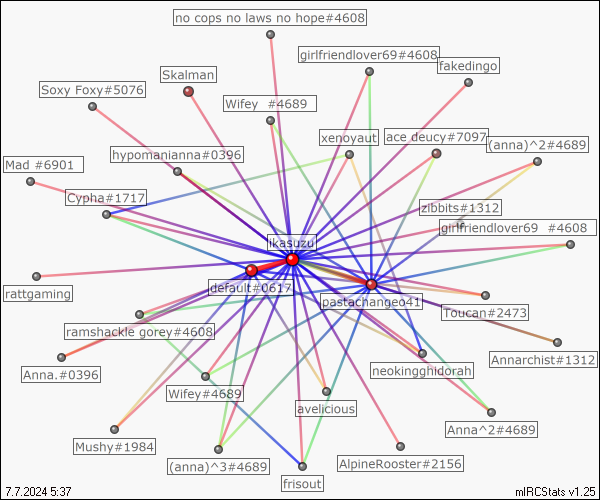 no cops no laws no hope#4608
girlfriendlover69#4608
fakedingo
Skalman
Soxy Foxy#5076
Wifey #4689
xenoyaut
ace deucy#7097
(anna)^2#4689
hypomanianna#0396
Mad #6901
Cypha#1717
zibbits#1312
girlfriendlover69 #4608
ikasuzu
default#0617
rattgaming
pastachangeo41
Toucan#2473
ramshackle gorey#4608
Annarchist#1312
neokingghidorah
Anna.#0396
Wifey#4689
avelicious
Anna^2#4689
Mushy#1984
(anna)^3#4689
AlpineRooster#2156
frisout
7.7.2024 5:37
mIRCStats v1.25